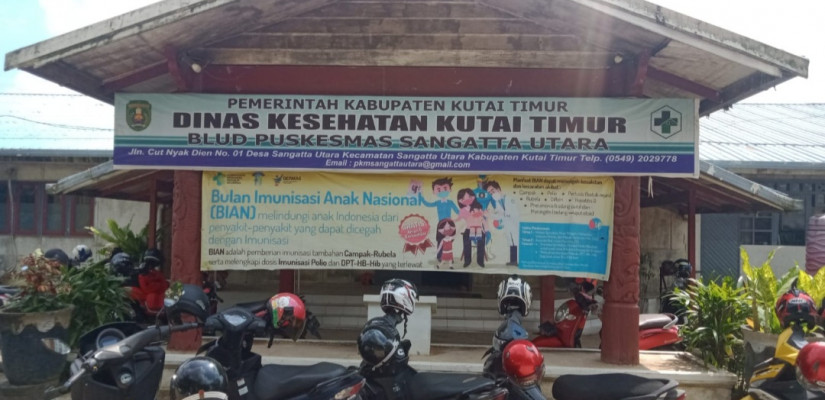 PEMERINTAH KABUPATEN KUTAI TIMUR
DINAS KESEHATAN KUTAI TIMUR
BLUD PUSKESMAS SANGATTA UTARA
Jln. Cut Nyak Dien No. 01 Desa Sangatta Utara Kecamatan Sangatta Utara Kabupaten Kutai Timur Telp. (0549) 2029778
Email : pkmsangattautara@gmail.com
Bulan Imunisasi Anak Nasional
(BIAN) melindungi anak Indonesia dari
penyakit-penyakit yang dapat dicegah
dengan Imunisasi
BIAN adalah pemberian imunisasi tambahan Campak-Rubela
serta melengkapi dosis Imunisasi Polio dan DPT-HB-Hib yang terlewat